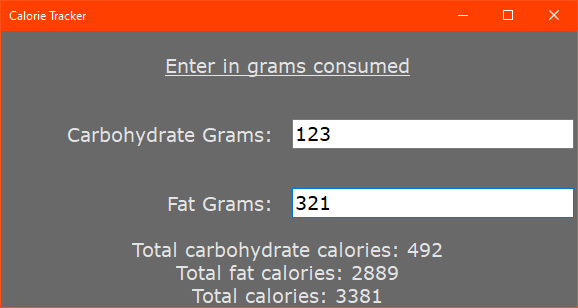 Calorie Tracker
Enter in grams consumed
Carbohydrate Grams: 123
Fat Grams: 321
Total carbohydrate calories: 492
Total fat calories: 2889
Total calories: 3381